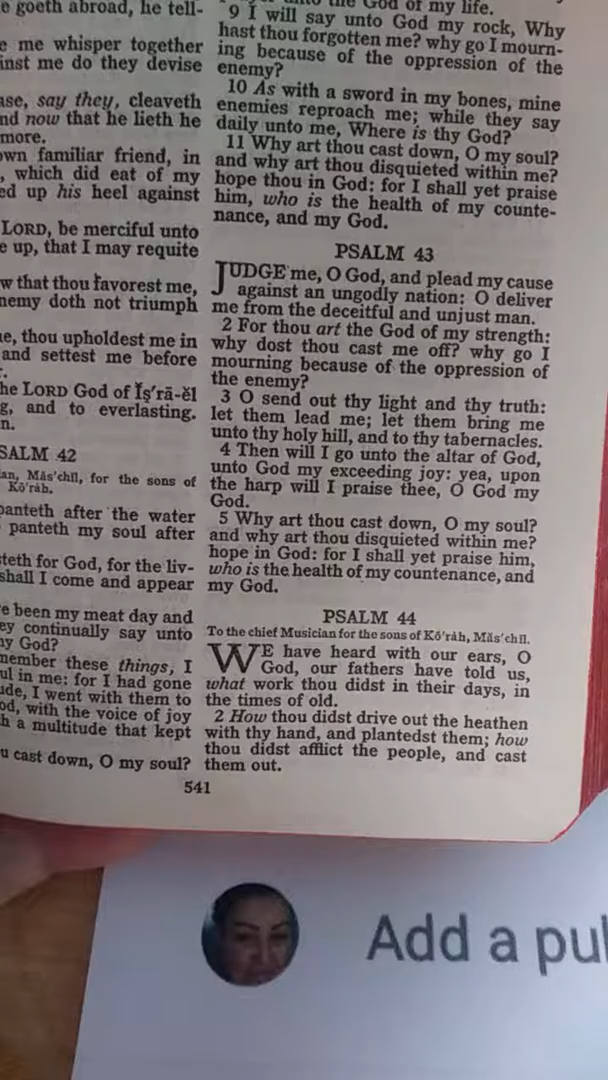 e goeth abroad, he tell-
e me whisper together
inst me do they devise
ase, say they, cleaveth
nd now that he lieth he
more.
own familiar friend, in
, which did eat of my
ed up his heel against
LORD, be merciful unto
e up, that I may requite
w that thou favorest me,
nemy doth not triumph
ne, thou upholdest me in
and settest me before
he LORD God of Ĭş′rā-ĕl
g, and to everlasting.
n.
SALM 42
ian, Măs′chĭl, for the sons of
Kō′rȧh.
panteth after the water
panteth my soul after
steth for God, for the liv-
shall I come and appear
e been my meat day and
ey continually say unto
hy God?
member these things, I
ul in me: for I had gone
ude, I went with them to
od, with the voice of joy
h a multitude that kept
u cast down, O my soul?
the God of my life.
9 I will say unto God my rock, Why
hast thou forgotten me? why go I mourn-
ing because of the oppression of the
enemy?
10 As with a sword in my bones, mine
enemies reproach me; while they say
daily unto me, Where is thy God?
11 Why art thou cast down, O my soul?
and why art thou disquieted within me?
hope thou in God: for I shall yet praise
him, who is the health of my counte-
nance, and my God.
PSALM 43
JUDGE me, O God, and plead my cause
against an ungodly nation: O deliver
me from the deceitful and unjust man.
2 For thou art the God of my strength:
why dost thou cast me off? why go I
mourning because of the oppression of
the enemy?
3 O send out thy light and thy truth:
let them lead me; let them bring me
unto thy holy hill, and to thy tabernacles.
4 Then will I go unto the altar of God,
unto God my exceeding joy: yea, upon
the harp will I praise thee, O God my
God.
5 Why art thou cast down, O my soul?
and why art thou disquieted within me?
hope in God: for I shall yet praise him,
who is the health of my countenance, and
my God.
PSALM 44
To the chief Musician for the sons of Kō′rȧh, Măs′chĭl.
WE have heard with our ears, O
God, our fathers have told us,
what work thou didst in their days, in
the times of old.
2 How thou didst drive out the heathen
with thy hand, and plantedst them; how
thou didst afflict the people, and cast
them out.
541
Add a pu